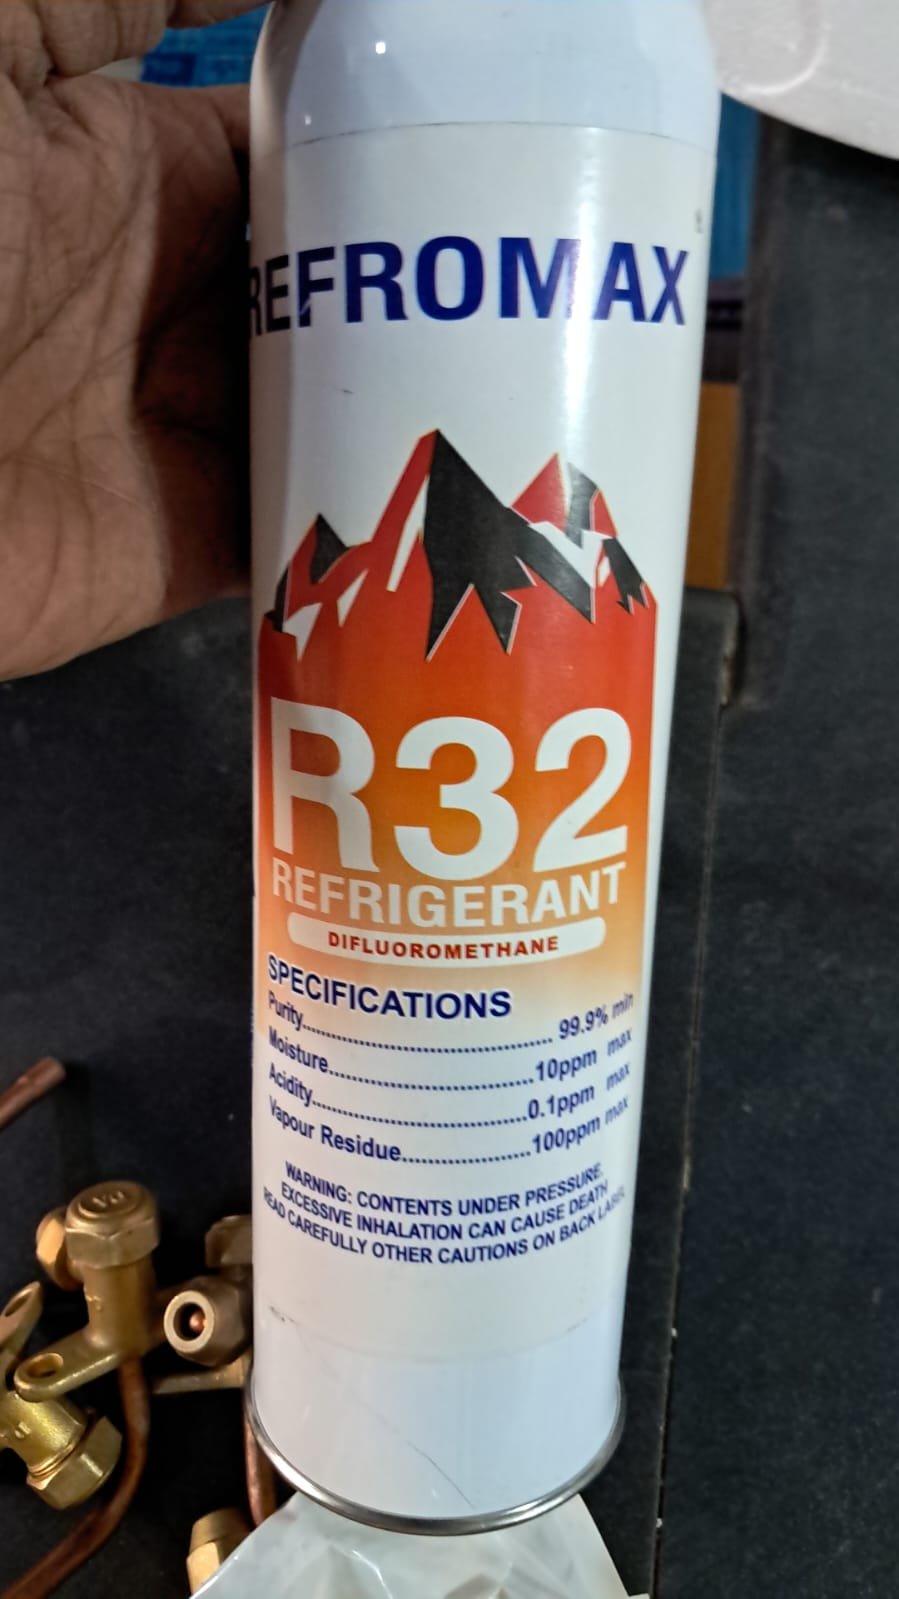 REFROMAX
R32
REFRIGERANT
DIFLUOROMETHANE
SPECIFICATIONS
Purity.......................................... 99.9% min
Moisture...................................10ppm max
Acidity.....................................0.1ppm max
Vapour Residue......................100ppm max
WARNING: CONTENTS UNDER PRESSURE.
EXCESSIVE INHALATION CAN CAUSE DEATH
READ CAREFULLY OTHER CAUTIONS ON BACK LABEL